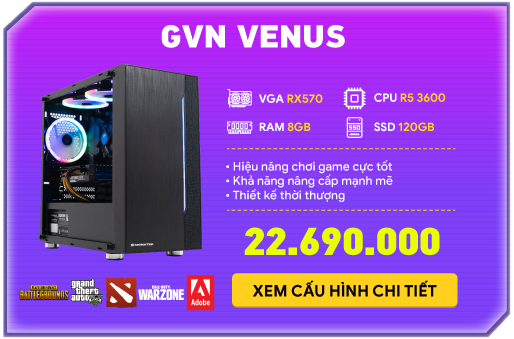 GVN VENUS
VGA RX570
CPU R5 3600
RAM 8GB
SSD
SSD 120GB
• Hiệu năng chơi game cực tốt
• Khả năng nâng cấp mạnh mẽ
• Thiết kế thời thượng
22.690.000
BATTLEGROUNDS
grand
theft
auto
WARZONE
Adobe
XEM CẤU HÌNH CHI TIẾT